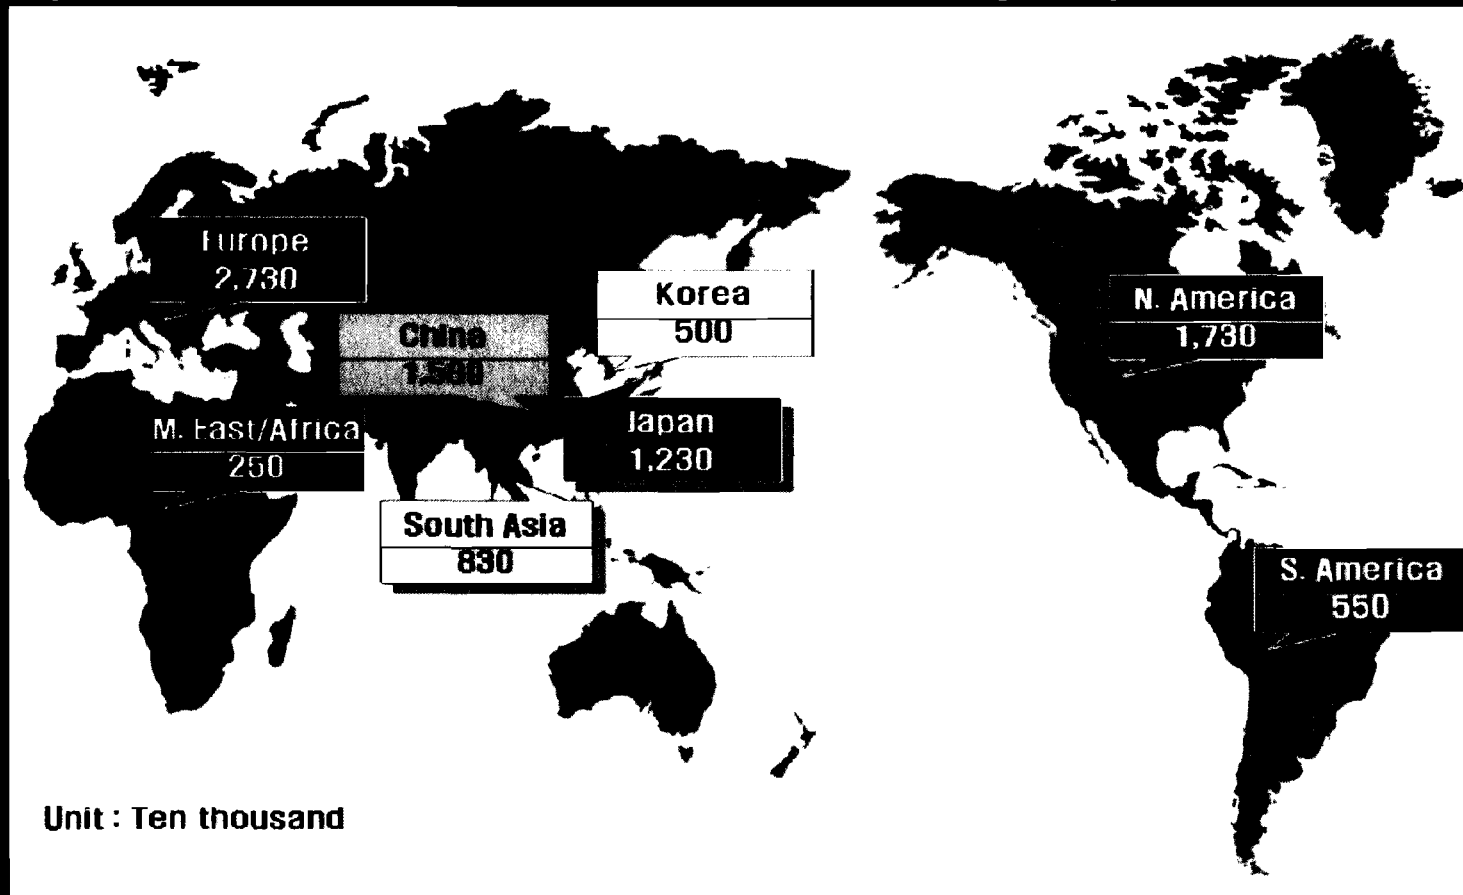 Europe
2,730
Korea
500
N. America
1,730
China
M. East/Africa
250
Japan
1,230
South Asia
830
S. America
550
Unit : Ten thousand